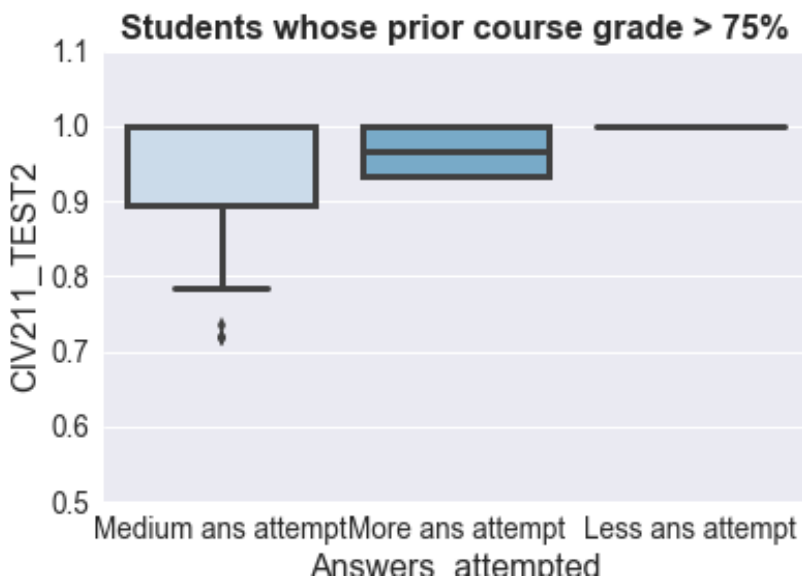 Students whose prior course grade > 75%
1.1
1.0
0.9
0.8
0.7
0.6
0.5
CIV211_TEST2
Medium ans attempt More ans attempt Less ans attempt
Answers_attempted